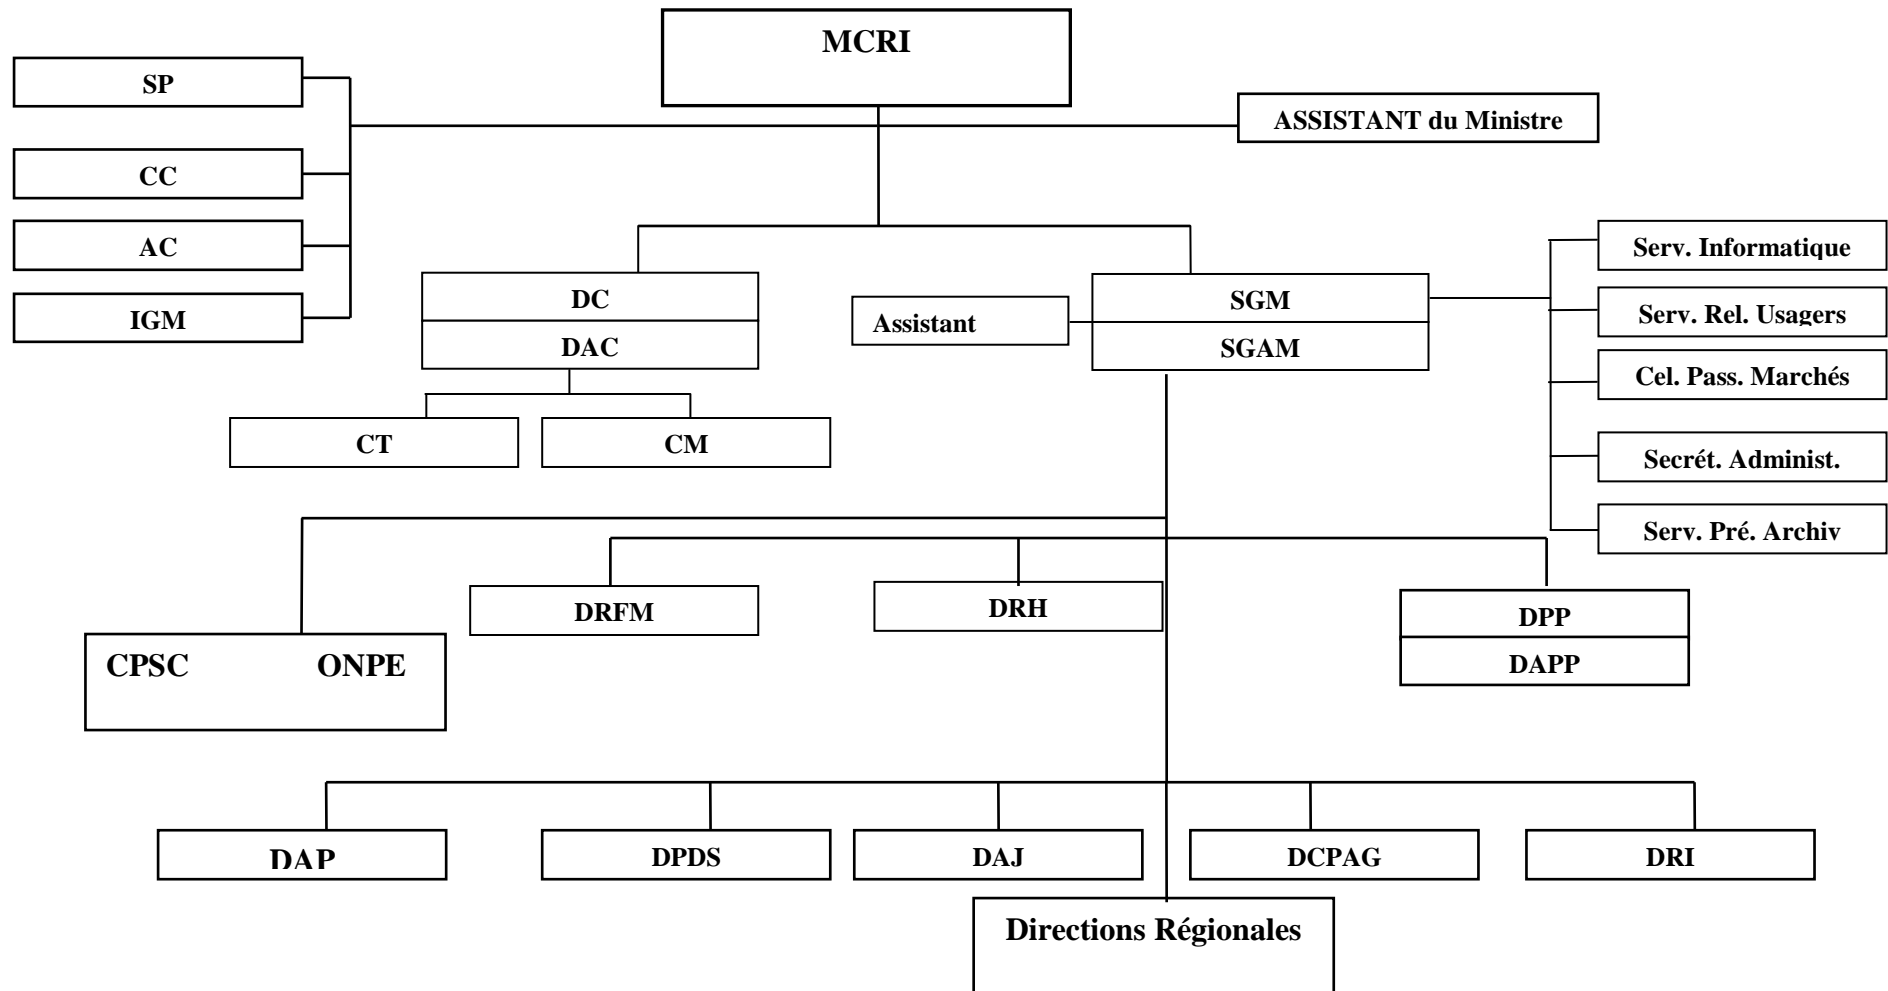 MCRI
SP
ASSISTANT du Ministre
CC
AC
IGM
DC
DAC
Assistant
SGM
SGAM
Serv. Informatique
Serv. Rel. Usagers
Cel. Pass. Marchés
Secrét. Administ.
Serv. Pré. Archiv
CT
CM
DRFM
DRH
DPP
DAPP
CPSC ONPE
DAP
DPDS
DAJ
DCPAG
DRI
Directions Régionales